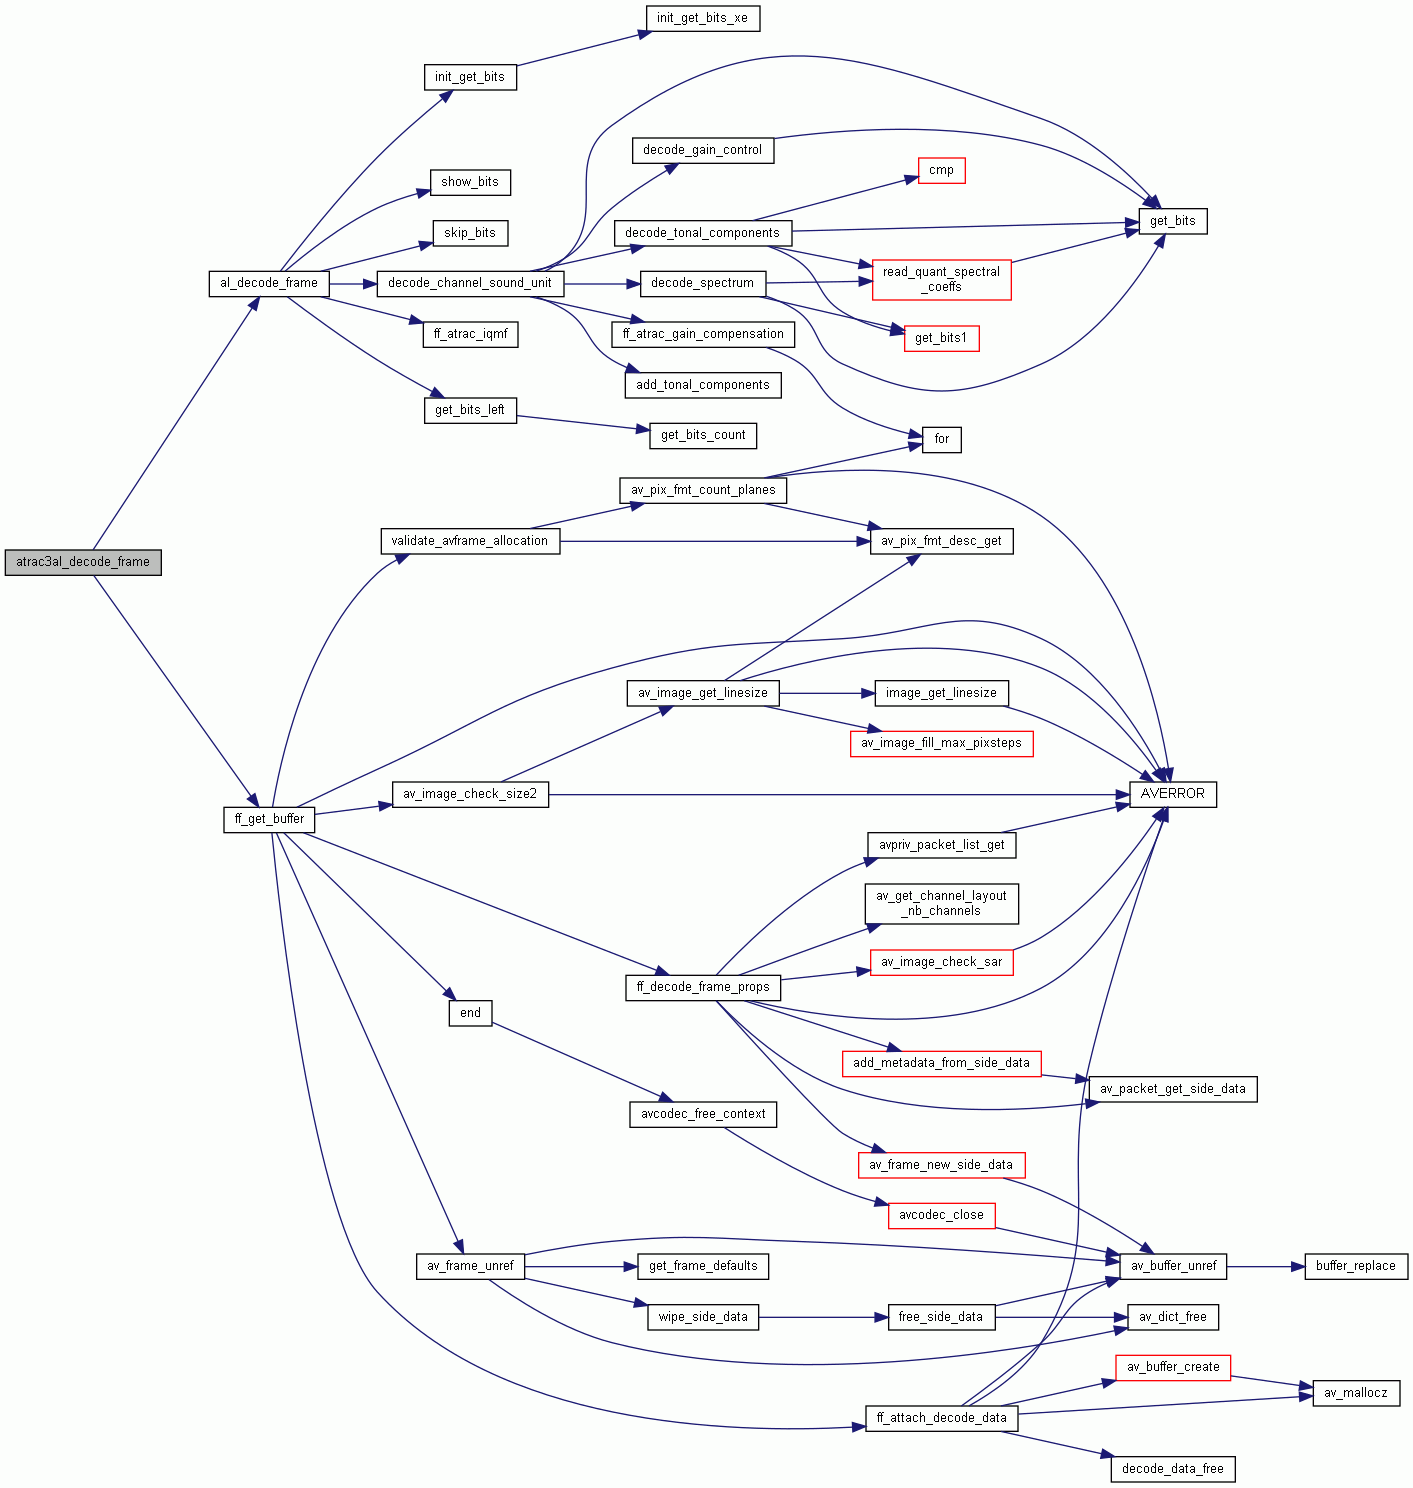 init_get_bits_xe
init_get_bits
decode_gain_control
cmp
show_bits
get_bits
skip_bits
decode_tonal_components
read_quant_spectral
_coeffs
al_decode_frame
decode_channel_sound_unit
decode_spectrum
ff_atrac_iqmf
ff_atrac_gain_compensation
get_bits1
add_tonal_components
get_bits_left
get_bits_count
for
av_pix_fmt_count_planes
validate_avframe_allocation
av_pix_fmt_desc_get
atrac3al_decode_frame
av_image_get_linesize
image_get_linesize
av_image_fill_max_pixsteps
av_image_check_size2
AVERROR
ff_get_buffer
avpriv_packet_list_get
av_get_channel_layout
_nb_channels
av_image_check_sar
ff_decode_frame_props
end
add_metadata_from_side_data
av_packet_get_side_data
avcodec_free_context
av_frame_new_side_data
avcodec_close
av_frame_unref
get_frame_defaults
av_buffer_unref
buffer_replace
wipe_side_data
free_side_data
av_dict_free
av_buffer_create
av_mallocz
ff_attach_decode_data
decode_data_free